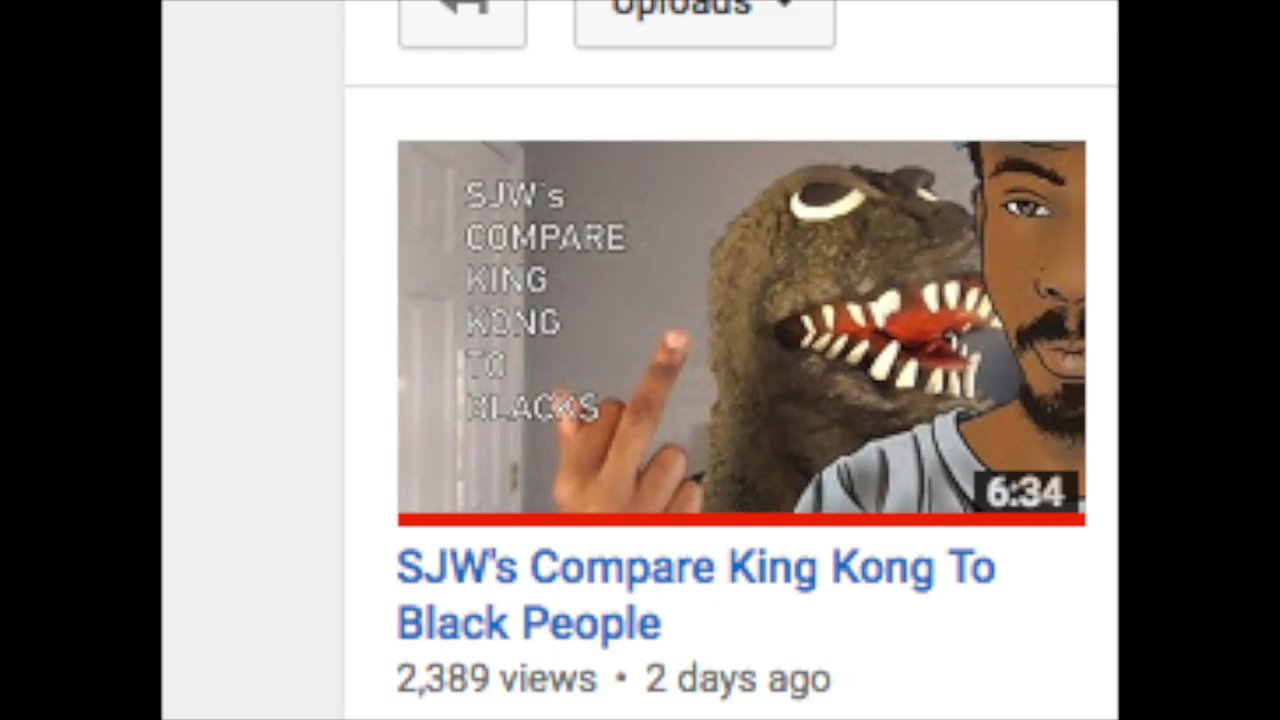 Uploads
SJW's
COMPARE
KING
KONG
TO
BLACKS
6:34
SJW's Compare King Kong To
Black People
2,389 views • 2 days ago